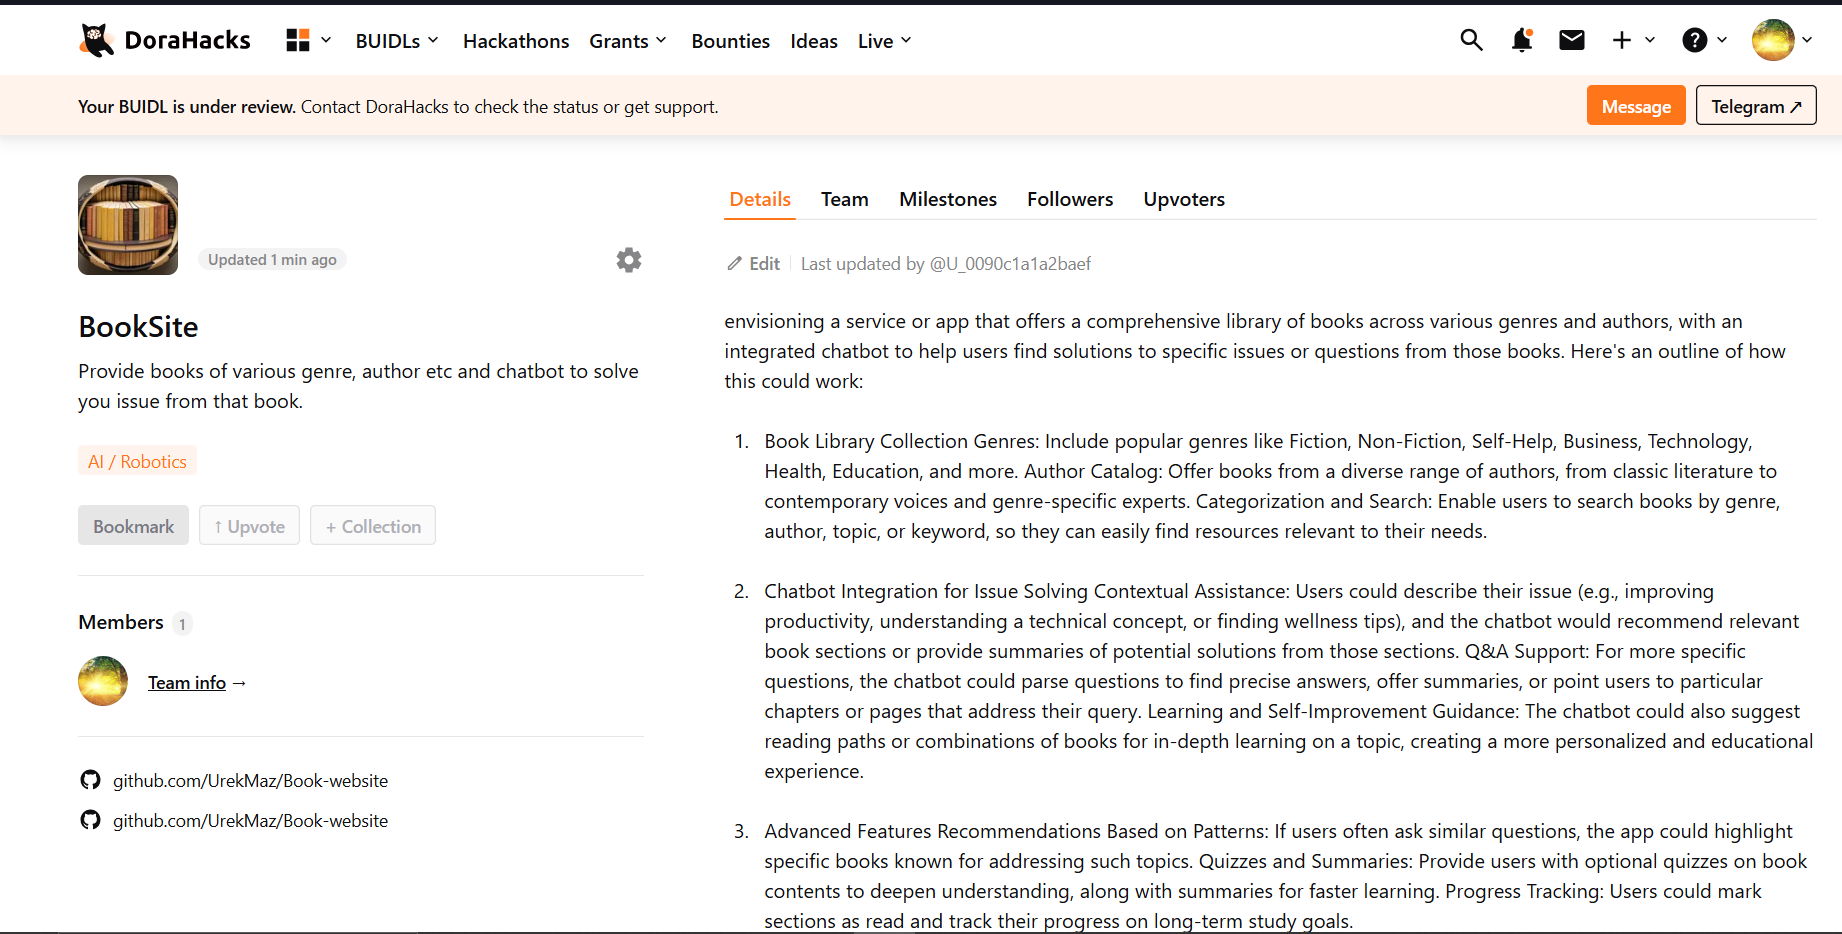 DoraHacks
BUIDLs
Hackathons
Grants
Bounties
Ideas
Live
Your BUIDL is under review. Contact DoraHacks to check the status or get support.
Message
Telegram ↗
Updated 1 min ago
BookSite
Provide books of various genre, author etc and chatbot to solve
you issue from that book.
AI / Robotics
Bookmark
↑ Upvote
+ Collection
Members 1
Team info →
github.com/UrekMaz/Book-website
github.com/UrekMaz/Book-website
Details
Team
Milestones
Followers
Upvoters
Edit
Last updated by @U_0090c1a1a2baef
envisioning a service or app that offers a comprehensive library of books across various genres and authors, with an
integrated chatbot to help users find solutions to specific issues or questions from those books. Here's an outline of how
this could work:
1. Book Library Collection Genres: Include popular genres like Fiction, Non-Fiction, Self-Help, Business, Technology,
Health, Education, and more. Author Catalog: Offer books from a diverse range of authors, from classic literature to
contemporary voices and genre-specific experts. Categorization and Search: Enable users to search books by genre,
author, topic, or keyword, so they can easily find resources relevant to their needs.
2. Chatbot Integration for Issue Solving Contextual Assistance: Users could describe their issue (e.g., improving
productivity, understanding a technical concept, or finding wellness tips), and the chatbot would recommend relevant
book sections or provide summaries of potential solutions from those sections. Q&A Support: For more specific
questions, the chatbot could parse questions to find precise answers, offer summaries, or point users to particular
chapters or pages that address their query. Learning and Self-Improvement Guidance: The chatbot could also suggest
reading paths or combinations of books for in-depth learning on a topic, creating a more personalized and educational
experience.
3. Advanced Features Recommendations Based on Patterns: If users often ask similar questions, the app could highlight
specific books known for addressing such topics. Quizzes and Summaries: Provide users with optional quizzes on book
contents to deepen understanding, along with summaries for faster learning. Progress Tracking: Users could mark
sections as read and track their progress on long-term study goals.